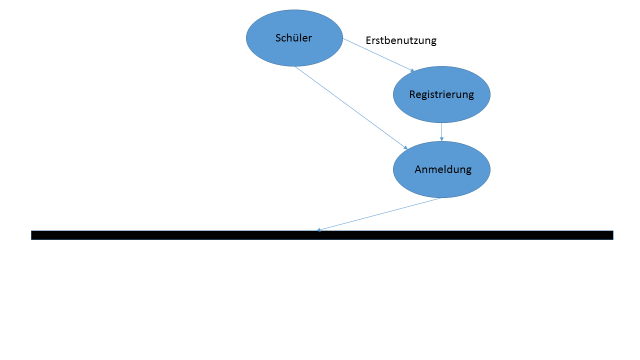 Schüler
Erstbenutzung
Registrierung
Anmeldung